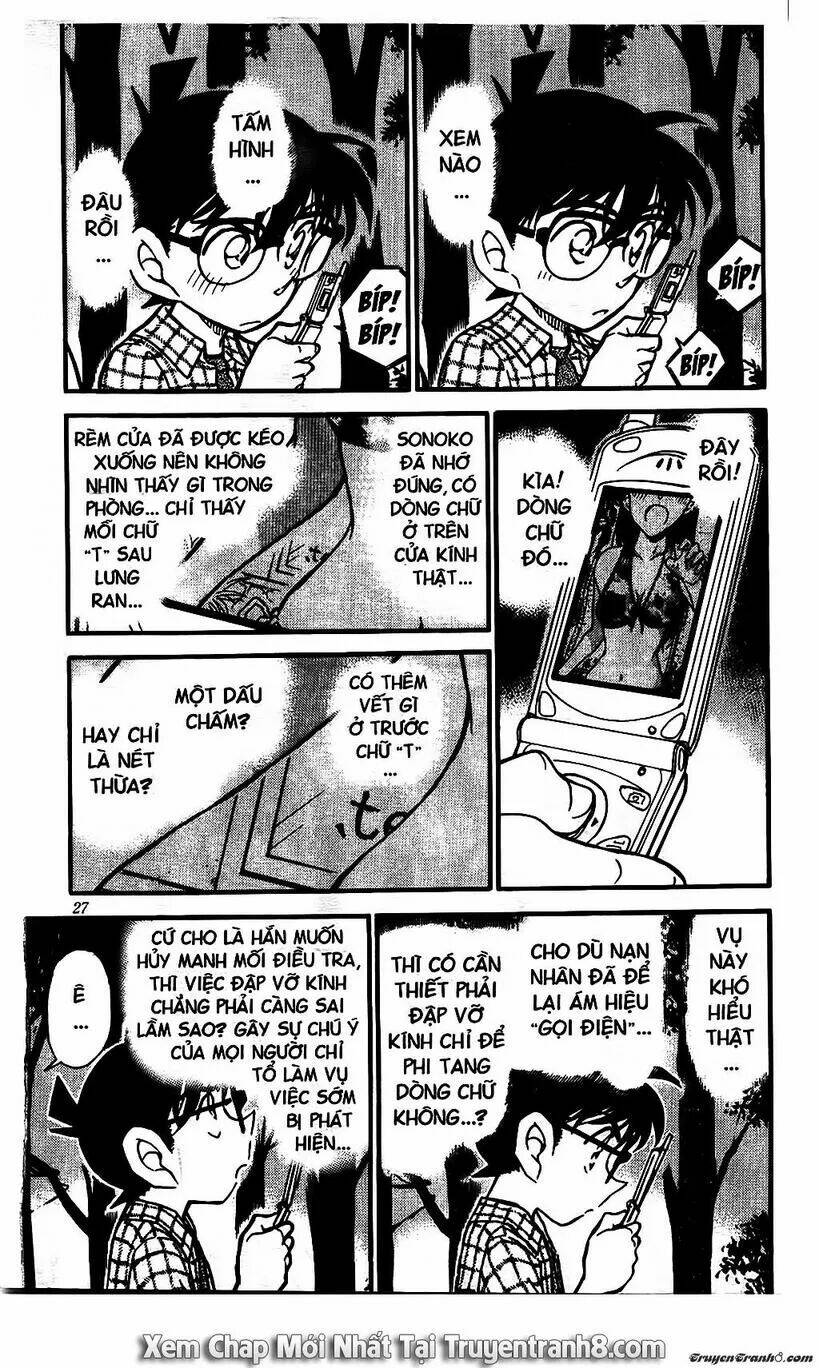 XEM
NÀO
...
BÍP!
BÍP!
TẤM
HÌNH
...
ĐÂU
RỒI
...
BÍP!
BÍP!
ĐÂY
RỒI!
KÌA!
DÒNG
CHỮ
ĐÓ...
SONOKO
ĐÃ NHỚ
ĐÚNG, CÓ
DÒNG CHỮ
Ở TRÊN
CỬA KÍNH
THẬT...
RÈM CỬA ĐÃ ĐƯỢC KÉO
XUỐNG NÊN KHÔNG
NHÌN THẤY GÌ TRONG
PHÒNG... CHỈ THẤY
MỖI CHỮ
"T" SAU
LƯNG
RAN...
.t
CÓ THÊM
VẾT GÌ
Ở TRƯỚC
CHỮ "T"
...
MỘT DẤU
CHẤM?
HAY CHỈ
LÀ NÉT
THỪA?
.to
27
VỤ
NÀY
KHÓ
HIỂU
THẬT
...
CHO DÙ NẠN
NHÂN ĐÃ ĐỂ
LẠI ÁM HIỆU
"GỌI ĐIỆN"...
THÌ CÓ CẦN
THIẾT PHẢI
ĐẬP VỠ
KÍNH CHỈ ĐỂ
PHI TANG
DÒNG CHỮ
KHÔNG...?
CỨ CHO LÀ HẮN MUỐN
HỦY MANH MỐI ĐIỀU TRA,
THÌ VIỆC ĐẬP VỠ KÍNH
CHẲNG PHẢI CÀNG SAI
LẦM SAO? GÂY SỰ CHÚ Ý
CỦA MỌI NGƯỜI CHỈ
TỔ LÀM VỤ
VIỆC SỚM
BỊ PHÁT
HIỆN...
Ê
...
Xem Chap Mới Nhất Tại Truyentranh8.com
TruyenTranh8.com